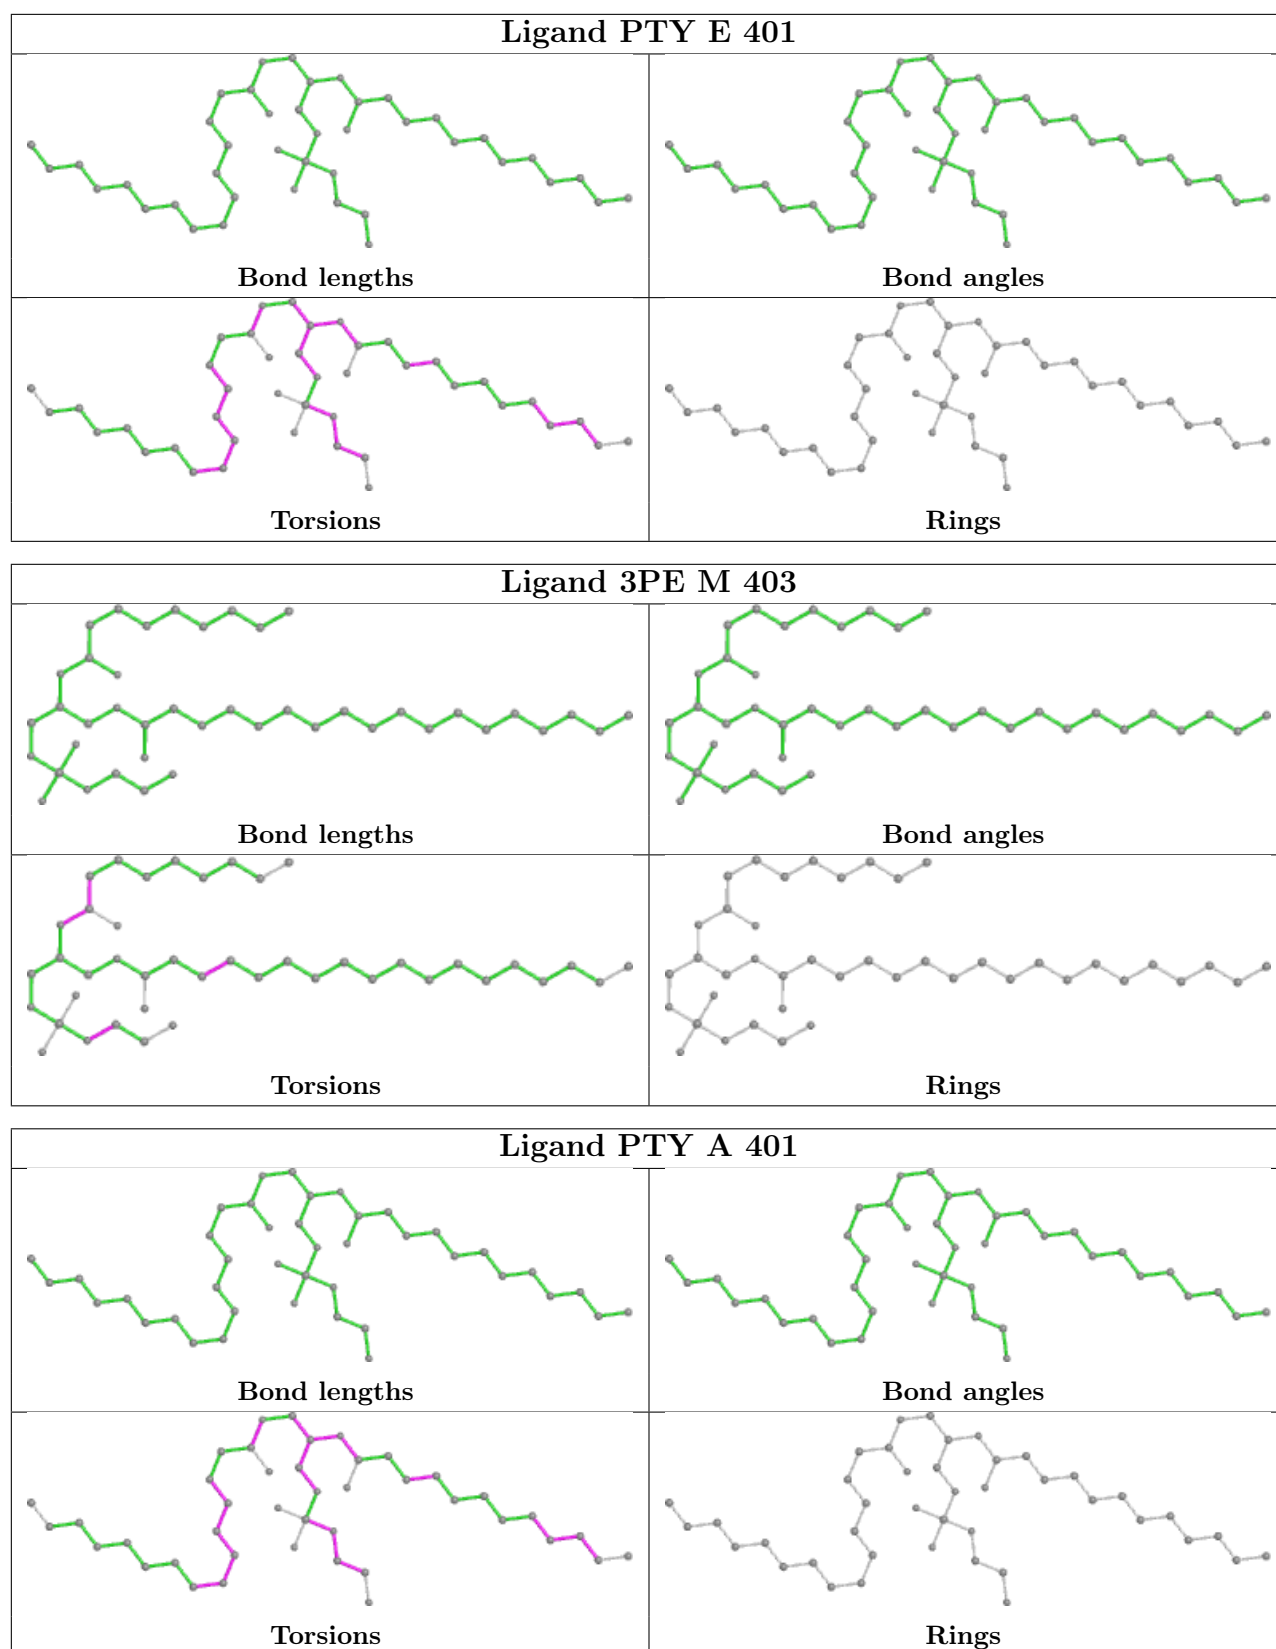 Ligand PTY E 401
Bond lengths
Bond angles
Torsions
Rings
Ligand 3PE M 403
Bond lengths
Bond angles
Torsions
Rings
Ligand PTY A 401
Bond lengths
Bond angles
Torsions
Rings